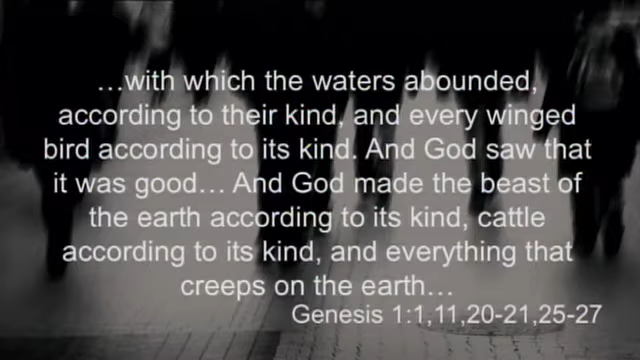 …with which the waters abounded,
according to their kind, and every winged
bird according to its kind. And God saw that
it was good… And God made the beast of
the earth according to its kind, cattle
according to its kind, and everything that
creeps on the earth…
Genesis 1:1,11,20-21,25-27